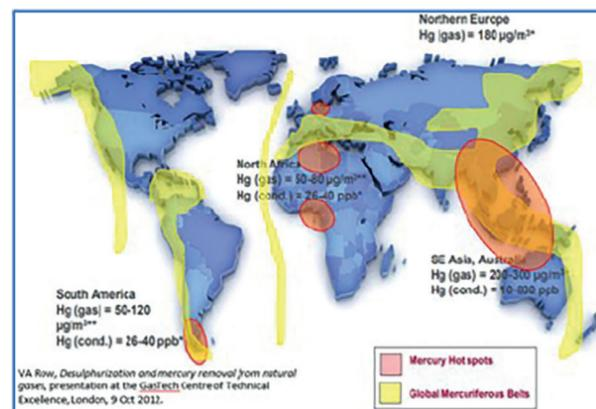 Northern Europe
Hg (gas) = 180 µg/m³*
North Africa
Hg (gas) = 50-80 µg/m³**
Hg (cond.) = 26-40 ppb*
SE Asia, Australia
Hg (gas) = 200-300 µg/m³
Hg (cond.) = 10-800 ppb
South America
Hg (gas) = 50-120
µg/m³**
Hg (cond.) = 26-40 ppb*
Mercury Hot spots
Global Mercuriferous Belts
VA Row, Desulphurization and mercury removal from natural
gases, presentation at the GasTech Centre of Technical
Excellence, London, 9 Oct 2012.